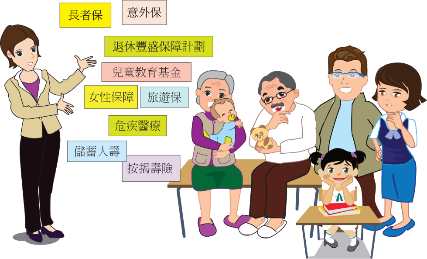 長者保
意外保
退休豐盛保障計劃
兒童教育基金
女性保障
旅遊保
危疾醫療
儲蓄人壽
按揭壽險